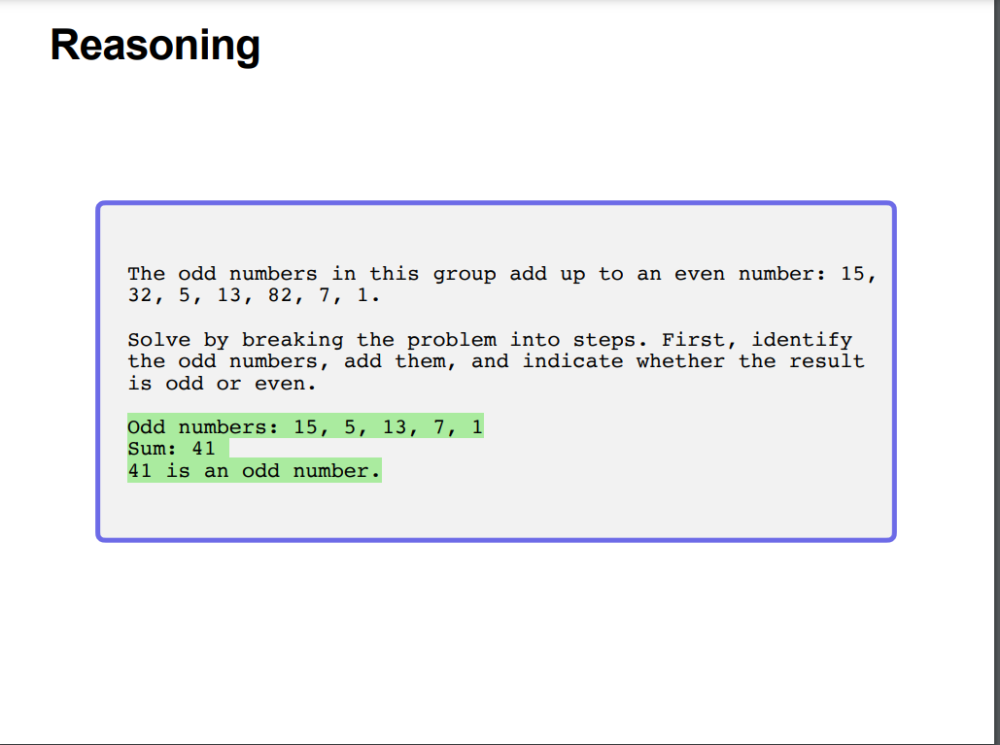 Reasoning
The odd numbers in this group add up to an even number: 15,
32, 5, 13, 82, 7, 1.
Solve by breaking the problem into steps. First, identify
the odd numbers, add them, and indicate whether the result
is odd or even.
Odd numbers: 15, 5, 13, 7, 1
Sum: 41
41 is an odd number.